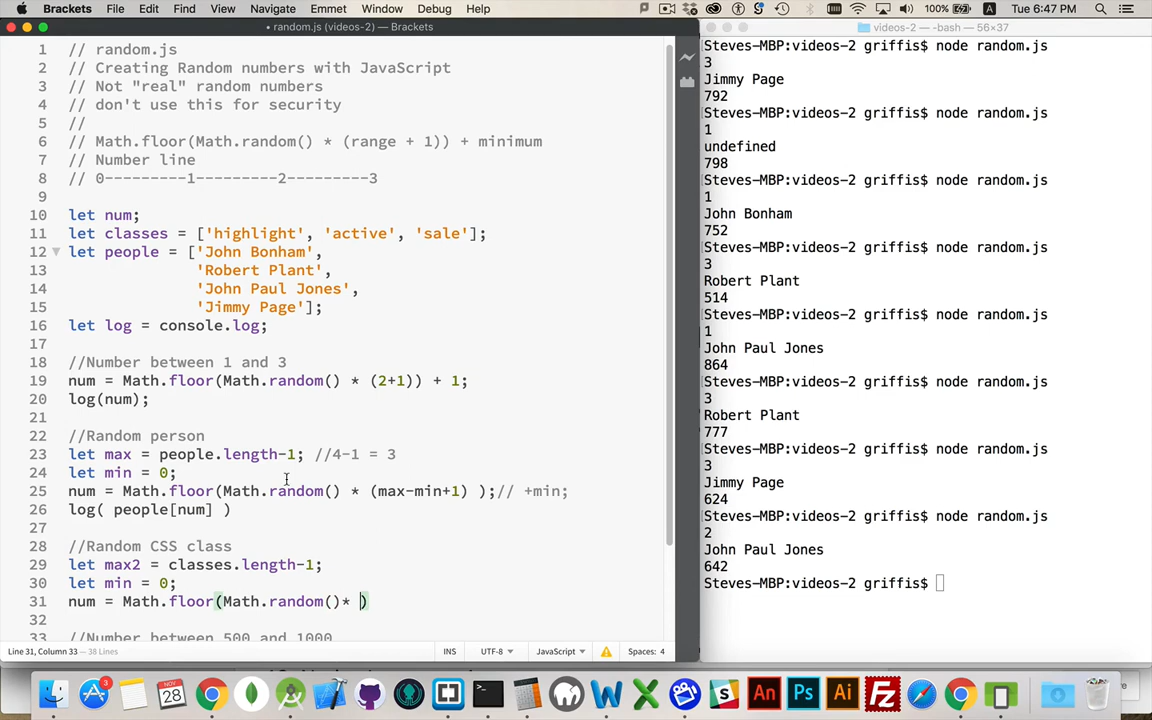 Brackets File Edit Find View Navigate Emmet Window Debug Help 100% Tue 6:47 PM
• random.js (videos-2) — Brackets
1 // random.js
2 // Creating Random numbers with JavaScript
3 // Not "real" random numbers
4 // don't use this for security
5 //
6 // Math.floor(Math.random() * (range + 1)) + minimum
7 // Number line
8 // 0---------1---------2---------3
9
10 let num;
11 let classes = ['highlight', 'active', 'sale'];
12 let people = ['John Bonham',
13 'Robert Plant',
14 'John Paul Jones',
15 'Jimmy Page'];
16 let log = console.log;
17
18 //Number between 1 and 3
19 num = Math.floor(Math.random() * (2+1)) + 1;
20 log(num);
21
22 //Random person
23 let max = people.length-1; //4-1 = 3
24 let min = 0;
25 num = Math.floor(Math.random() * (max-min+1) );// +min;
26 log( people[num] )
27
28 //Random CSS class
29 let max2 = classes.length-1;
30 let min = 0;
31 num = Math.floor(Math.random()* )
32
33 //Number between 500 and 1000
Line 31, Column 33 — 38 Lines INS UTF-8 JavaScript Spaces: 4
videos-2 — -bash — 56×37
Steves-MBP:videos-2 griffis$ node random.js
3
Jimmy Page
792
Steves-MBP:videos-2 griffis$ node random.js
1
undefined
798
Steves-MBP:videos-2 griffis$ node random.js
1
John Bonham
752
Steves-MBP:videos-2 griffis$ node random.js
3
Robert Plant
514
Steves-MBP:videos-2 griffis$ node random.js
1
John Paul Jones
864
Steves-MBP:videos-2 griffis$ node random.js
3
Robert Plant
777
Steves-MBP:videos-2 griffis$ node random.js
3
Jimmy Page
624
Steves-MBP:videos-2 griffis$ node random.js
2
John Paul Jones
642
Steves-MBP:videos-2 griffis$
3
NOV
28
An
Ps
Ai
Fz